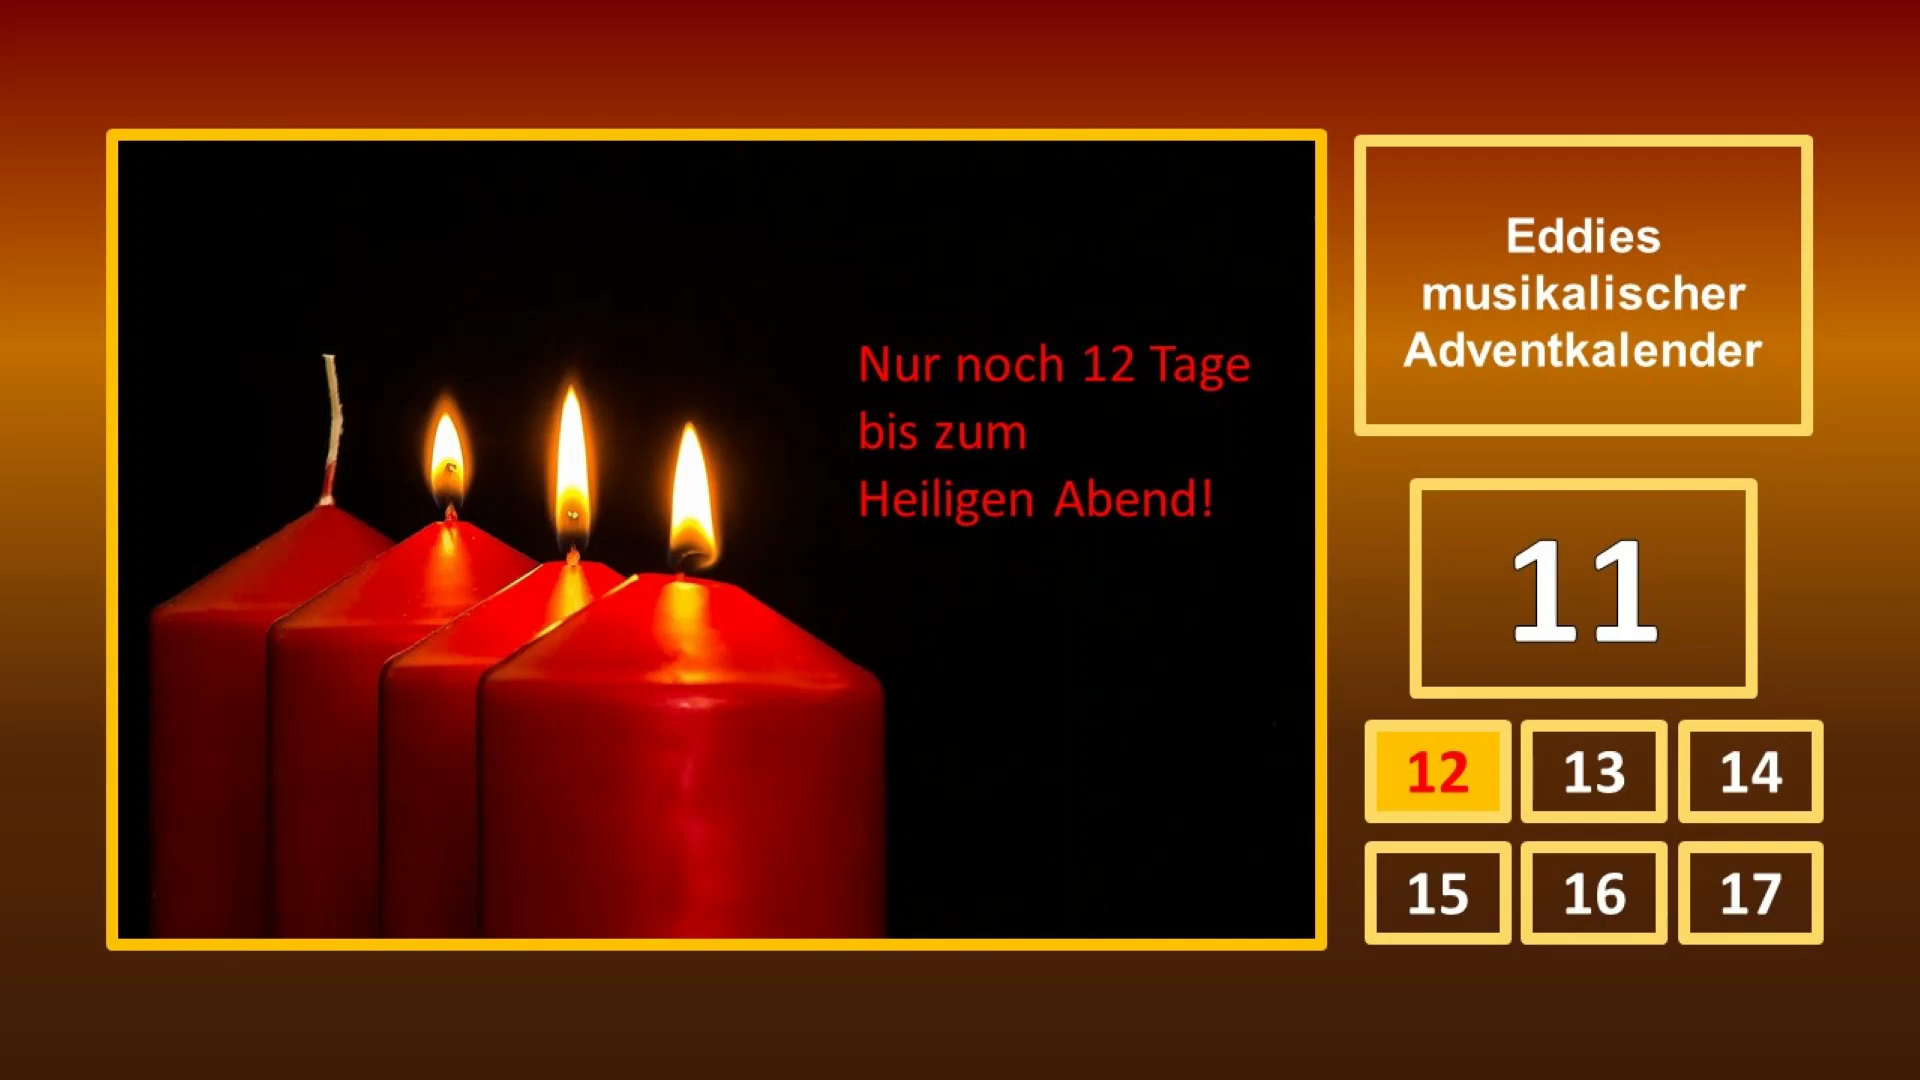 Nur noch 12 Tage
bis zum
Heiligen Abend!
Eddies
musikalischer
Adventkalender
11
12 13 14
15 16 17